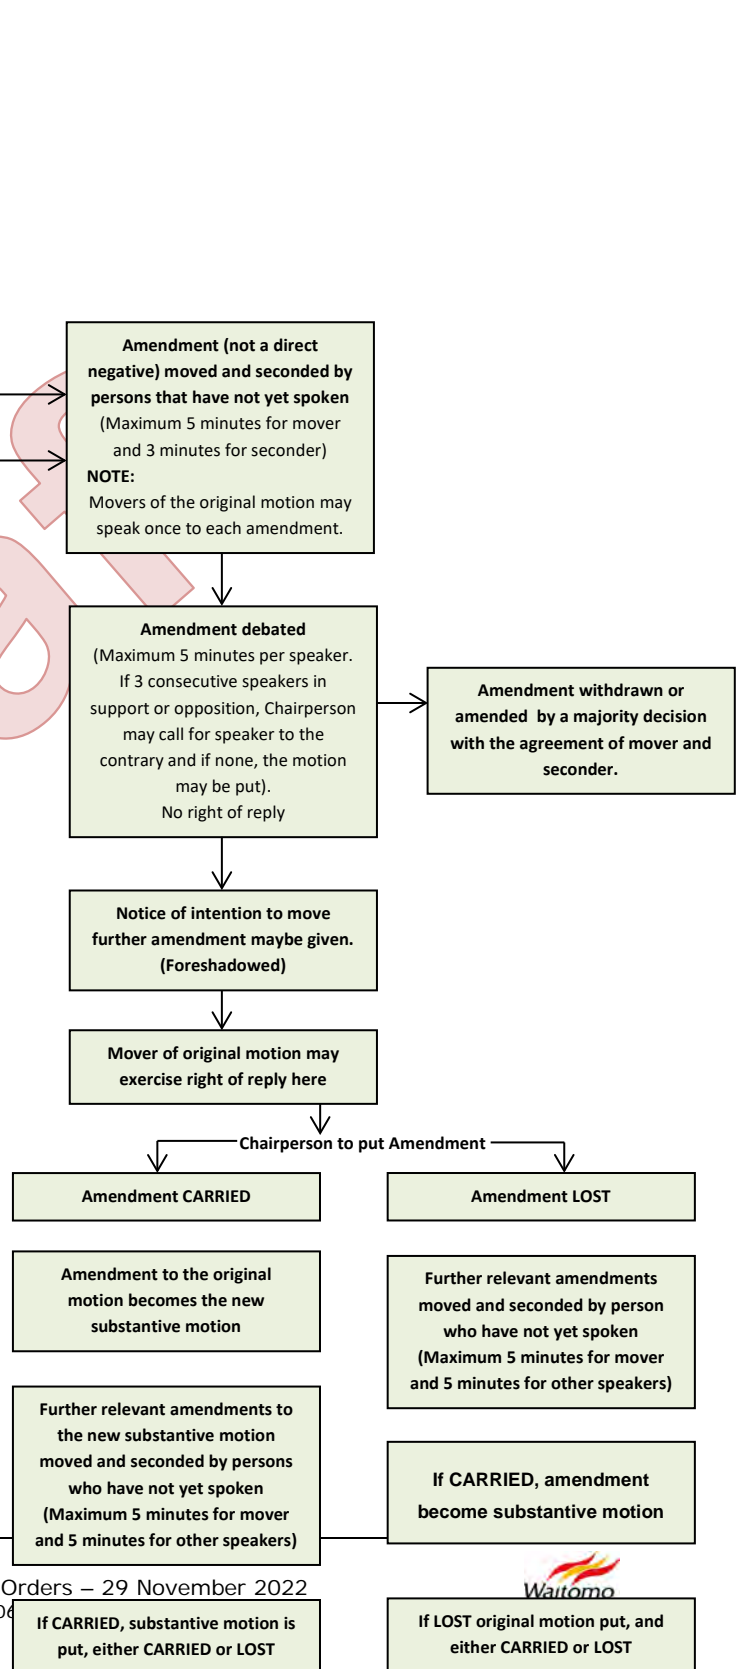 Amendment (not a direct
negative) moved and seconded by
persons that have not yet spoken
(Maximum 5 minutes for mover
and 3 minutes for seconder)
NOTE:
Movers of the original motion may
speak once to each amendment.
Amendment debated
(Maximum 5 minutes per speaker.
If 3 consecutive speakers in
support or opposition, Chairperson
may call for speaker to the
contrary and if none, the motion
may be put).
No right of reply
Amendment withdrawn or
amended by a majority decision
with the agreement of mover and
seconder.
Notice of intention to move
further amendment maybe given.
(Foreshadowed)
Mover of original motion may
exercise right of reply here
Chairperson to put Amendment
Amendment CARRIED
Amendment to the original
motion becomes the new
substantive motion
Further relevant amendments to
the new substantive motion
moved and seconded by persons
who have not yet spoken
(Maximum 5 minutes for mover
and 5 minutes for other speakers)
If CARRIED, substantive motion is
put, either CARRIED or LOST
Amendment LOST
Further relevant amendments
moved and seconded by person
who have not yet spoken
(Maximum 5 minutes for mover
and 5 minutes for other speakers)
If CARRIED, amendment
become substantive motion
If LOST original motion put, and
either CARRIED or LOST
Orders – 29 November 2022
Waitomo